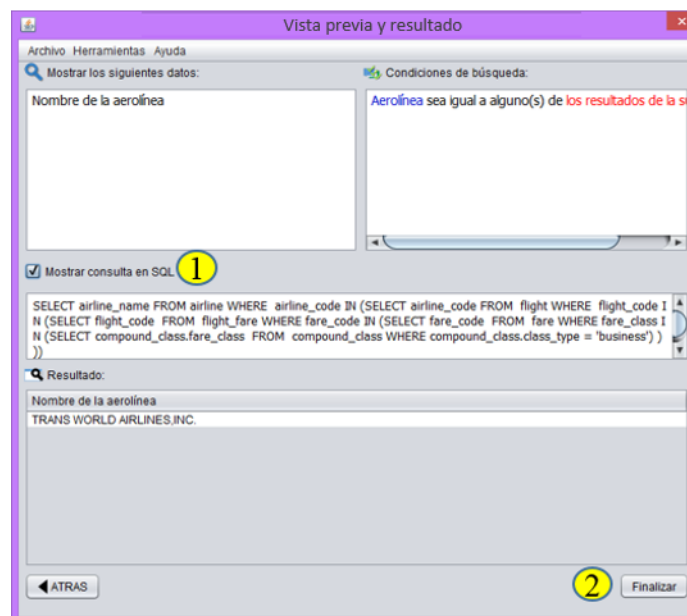 Vista previa y resultado
Archivo Herramientas Ayuda
Mostrar los siguientes datos:
Nombre de la aerolínea
Condiciones de búsqueda:
Aerolínea sea igual a alguno(s) de los resultados de la s
Mostrar consulta en SQL
1
SELECT airline_name FROM airline WHERE airline_code IN (SELECT airline_code FROM flight WHERE flight_code I
N (SELECT flight_code FROM flight_fare WHERE fare_code IN (SELECT fare_code FROM fare WHERE fare_class I
N (SELECT compound_class.fare_class FROM compound_class WHERE compound_class.class_type = 'business') )
))
Resultado:
Nombre de la aerolínea
TRANS WORLD AIRLINES,INC.
ATRAS
2
Finalizar